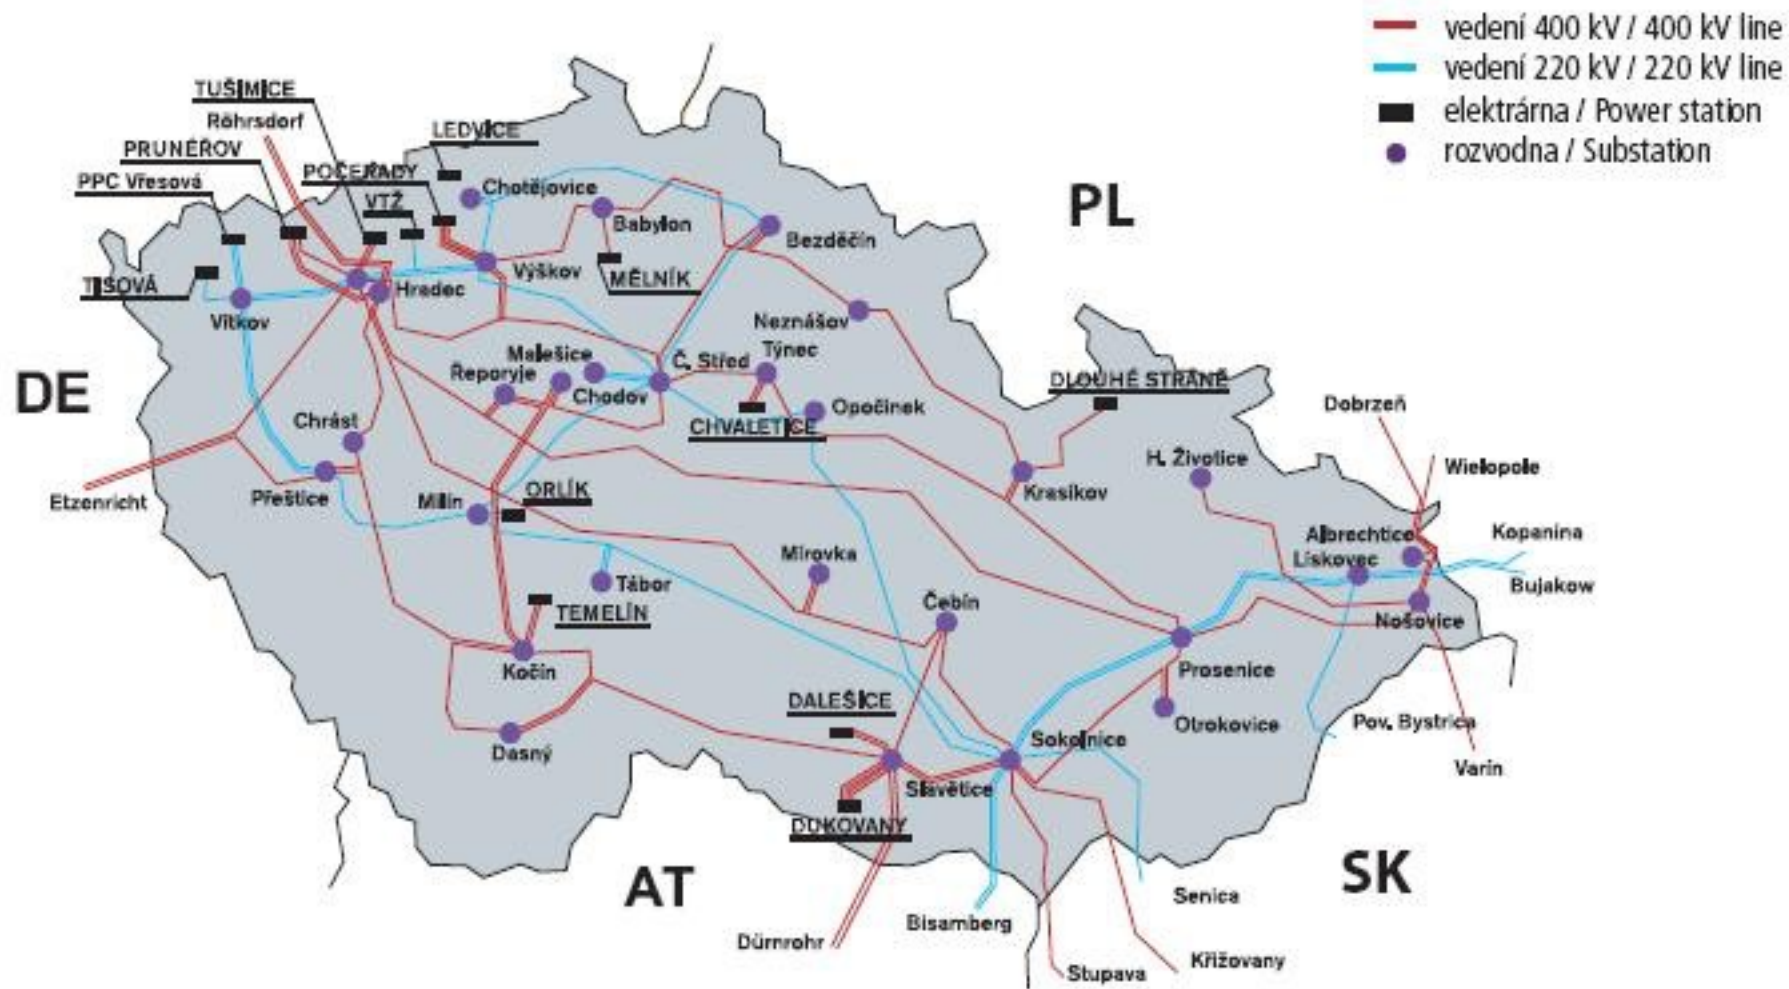 vedení 400 kV / 400 kV line
vedení 220 kV / 220 kV line
elektrárna / Power station
rozvodna / Substation
TUŠIMICE
Röhrsdorf
PRUNÉŘOV
PPC Vřesová
LEDVICE
POČERADY
VTŽ
Chotějovice
Babylon
Bezděčín
PL
TISOVÁ
Vítkov
Hradec
Výškov
MĚLNÍK
Neznášov
Malešice
Řeporyje
Chodov
Č. Střed
Týnec
DLOUHÉ STRÁNĚ
DE
Opočinek
CHVALETICE
Dobrzeń
Chrást
H. Životice
Wielopole
Etzenricht
Přeštice
Milín
ORLÍK
Krasíkov
Albrechtice
Kopanina
Lískovec
Mírovka
Tábor
Bujakow
TEMELÍN
Čebín
Nošovice
Kočín
Prosenice
DALEŠICE
Otrokovice
Pov. Bystrica
Dasný
Sokolnice
Varín
Slavětice
DUKOVANY
AT
SK
Senica
Bisamberg
Dürnrohr
Křižovany
Stupava